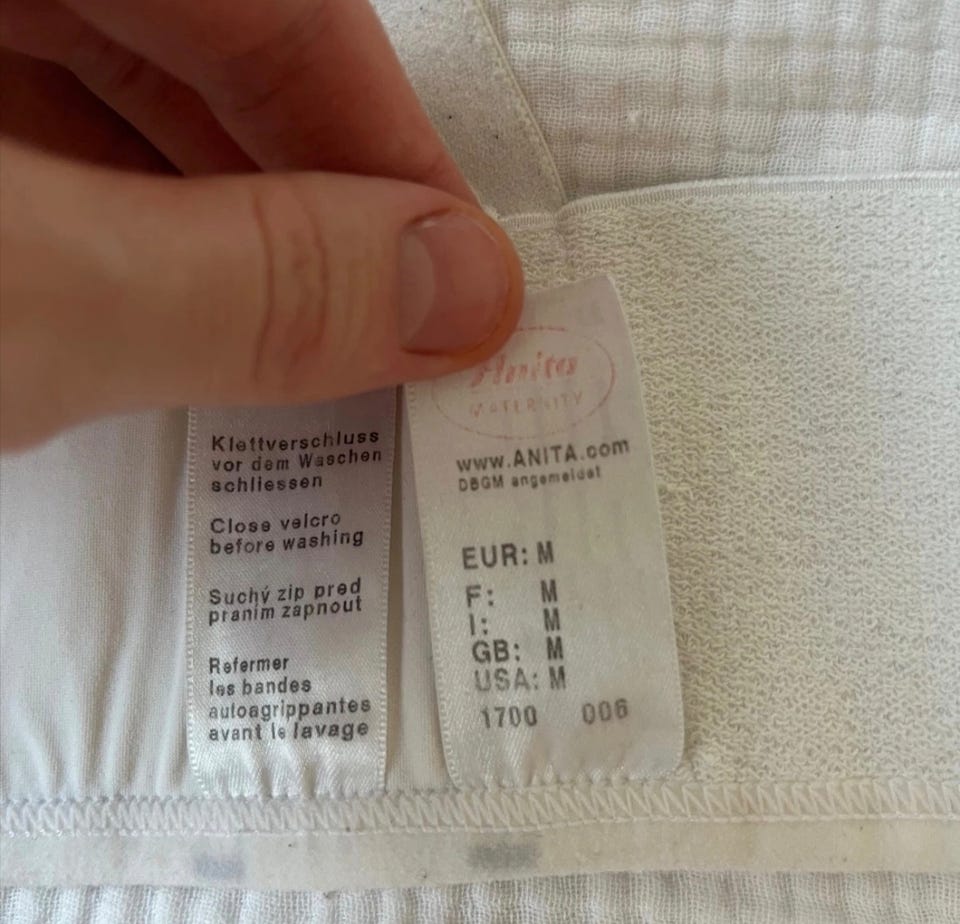 Klettverschluss
vor dem Waschen
schliessen
Close velcro
before washing
Suchý zip pred
praním zapnout
Refermer
les bandes
autoagrippantes
avant le lavage
Anita
MATERNITY
www.ANITA.com
DBGM angemeldet
EUR: M
F: M
I: M
GB: M
USA: M
1700 006